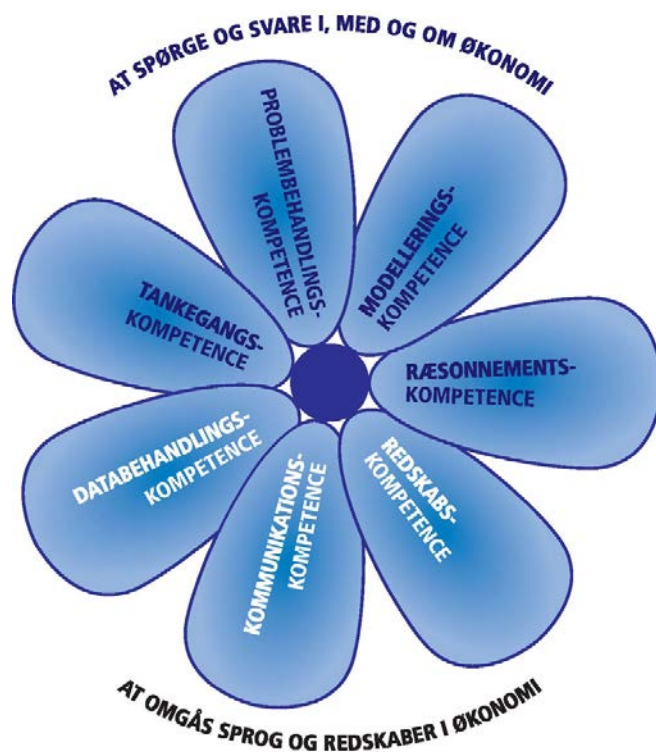 AT SPØRGE OG SVARE I, MED OG OM ØKONOMI
PROBLEMBEHANDLINGS-
KOMPETENCE
MODELLERINGS-
KOMPETENCE
TANKEGANGS-
KOMPETENCE
RÆSONNEMENTS-
KOMPETENCE
DATABEHANDLINGS-
KOMPETENCE
KOMMUNIKATIONS-
KOMPETENCE
REDSKABS-
KOMPETENCE
AT OMGÅS SPROG OG REDSKABER I ØKONOMI